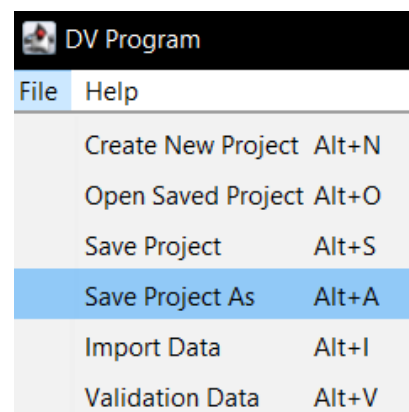 DV Program
File Help
Create New Project Alt+N
Open Saved Project Alt+O
Save Project Alt+S
Save Project As Alt+A
Import Data Alt+I
Validation Data Alt+V